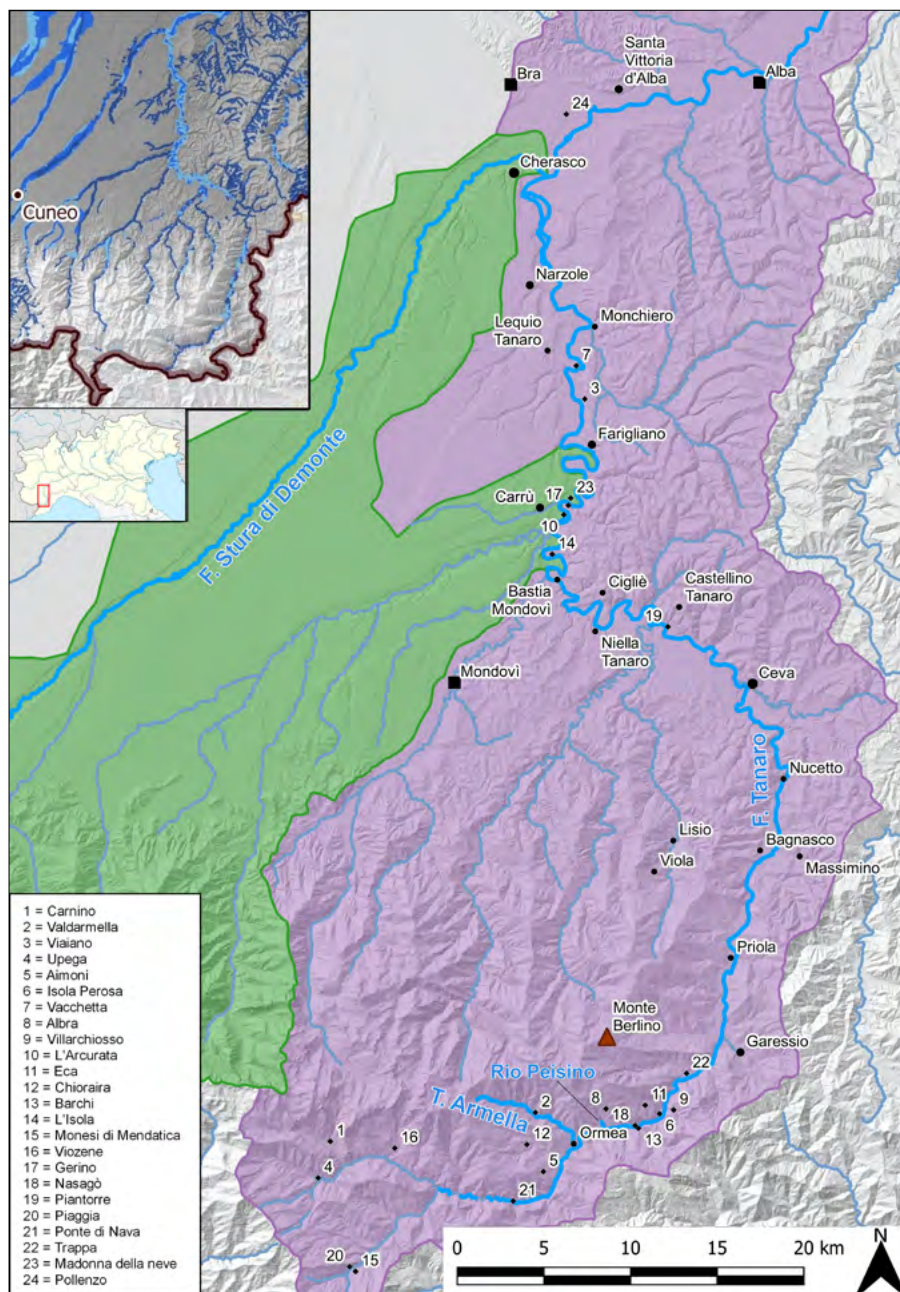 Cuneo
Santa
Vittoria
d'Alba
Bra
Alba
24
Cherasco
Narzole
Monchiero
Lequio
Tanaro
7
3
Farigliano
F. Stura di Demonte
Carrù
17
23
10
14
Bastia
Mondovì
Cigliè
Castellino
Tanaro
19
Niella
Tanaro
Mondovì
Ceva
F. Tanaro
Nucetto
Lisio
Viola
Bagnasco
Massimino
Priola
Monte
Berlino
Garessio
Rio Peisino
22
T. Armella
2
8
18
11
9
6
13
Ormea
12
1
16
5
4
21
20
15
1 = Carnino
2 = Valdarmella
3 = Viaiano
4 = Upega
5 = Aimoni
6 = Isola Perosa
7 = Vacchetta
8 = Albra
9 = Villarchiosso
10 = L'Arcurata
11 = Eca
12 = Chioraira
13 = Barchi
14 = L'Isola
15 = Monesi di Mendatica
16 = Viozene
17 = Gerino
18 = Nasagò
19 = Piantorre
20 = Piaggia
21 = Ponte di Nava
22 = Trappa
23 = Madonna della neve
24 = Pollenzo
0 5 10 15 20 km
N